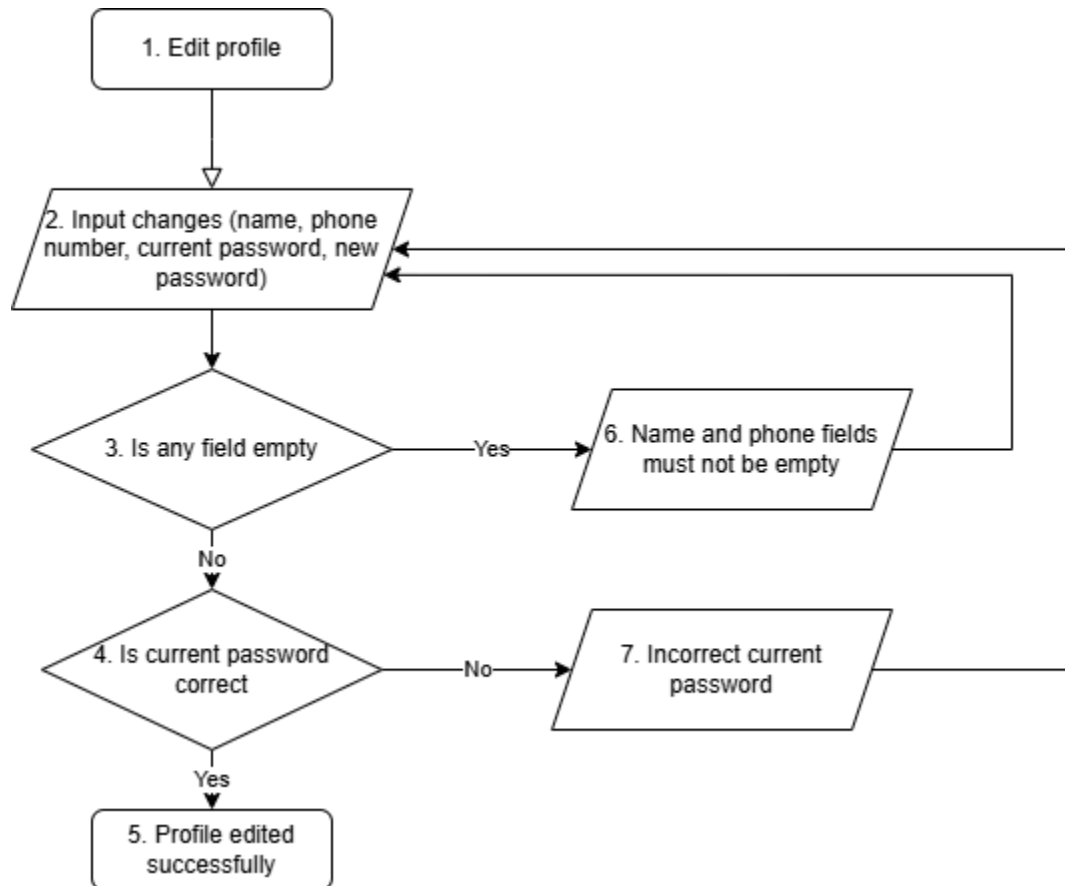 1. Edit profile
2. Input changes (name, phone
number, current password, new
password)
3. Is any field empty
Yes
6. Name and phone fields
must not be empty
No
4. Is current password
correct
No
7. Incorrect current
password
Yes
5. Profile edited
successfully